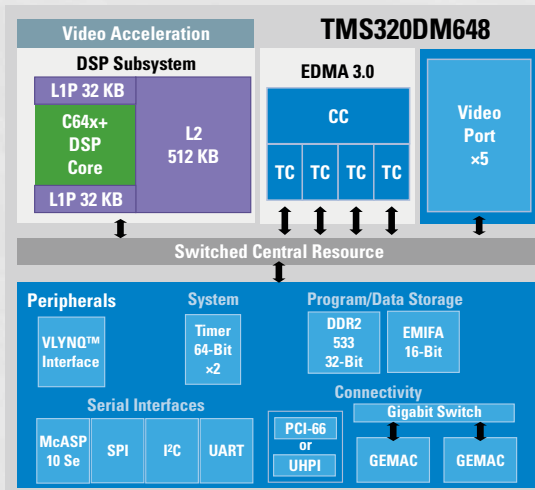 Video Acceleration
TMS320DM648
DSP Subsystem
L1P 32 KB
C64x+
DSP
Core
L1P 32 KB
L2
512 KB
EDMA 3.0
CC
TC
TC
TC
TC
Video
Port
×5
Switched Central Resource
Peripherals
VLYNQ™
Interface
System
Timer
64-Bit
×2
Program/Data Storage
DDR2
533
32-Bit
EMIFA
16-Bit
Serial Interfaces
McASP
10 Se
SPI
I²C
UART
Connectivity
PCI-66
or
UHPI
Gigabit Switch
GEMAC
GEMAC